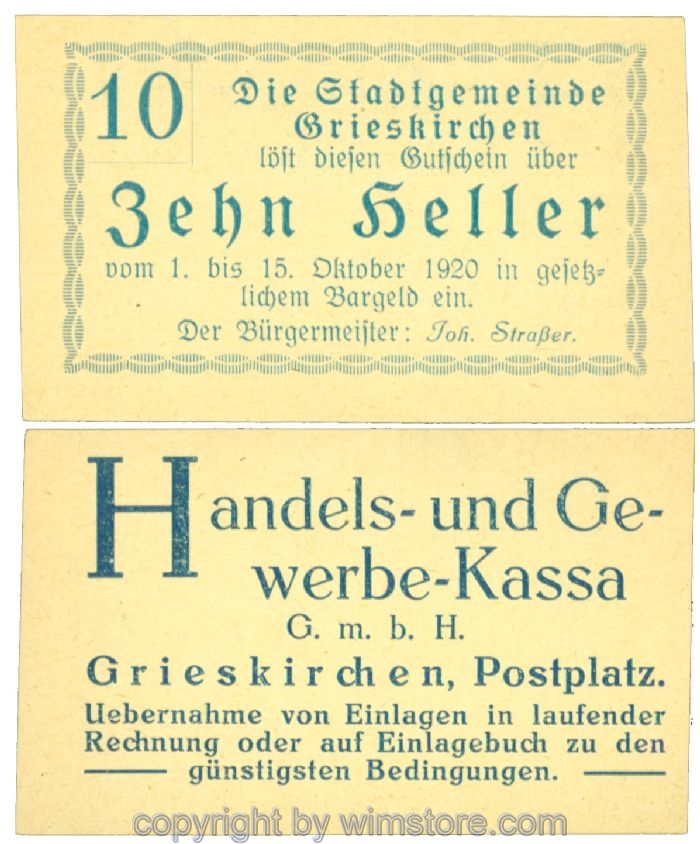 10
Die Stadtgemeinde
Grieskirchen
löst diesen Gutschein über
Zehn Heller
vom 1. bis 15. Oktober 1920 in gesetz-
lichem Bargeld ein.
Der Bürgermeister: Joh. Straßer.
Handels- und Ge-
werbe-Kassa
G. m. b. H.
Grieskirchen, Postplatz.
Uebernahme von Einlagen in laufender
Rechnung oder auf Einlagebuch zu den
günstigsten Bedingungen.
copyright by wimstore.com